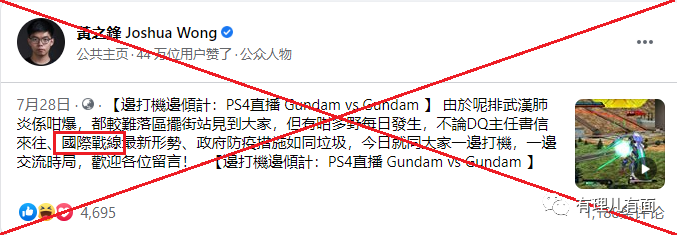 黃之鋒 Joshua Wong
公共主页 · 44 万位用户赞了 · 公众人物
7月28日 · 【邊打機邊傾計：PS4直播 Gundam vs Gundam 】 由於呢排武漢肺
炎係咁爆，都較難落區擺街站見到大家，但有咁多野每日發生，不論DQ主任書信
來往、國際戰線最新形勢、政府防疫措施如同垃圾，今日就同大家一邊打機，一邊
交流時局，歡迎各位留言！ 【邊打機邊傾計：PS4直播 Gundam vs Gundam 】
4,695
有理儿有面